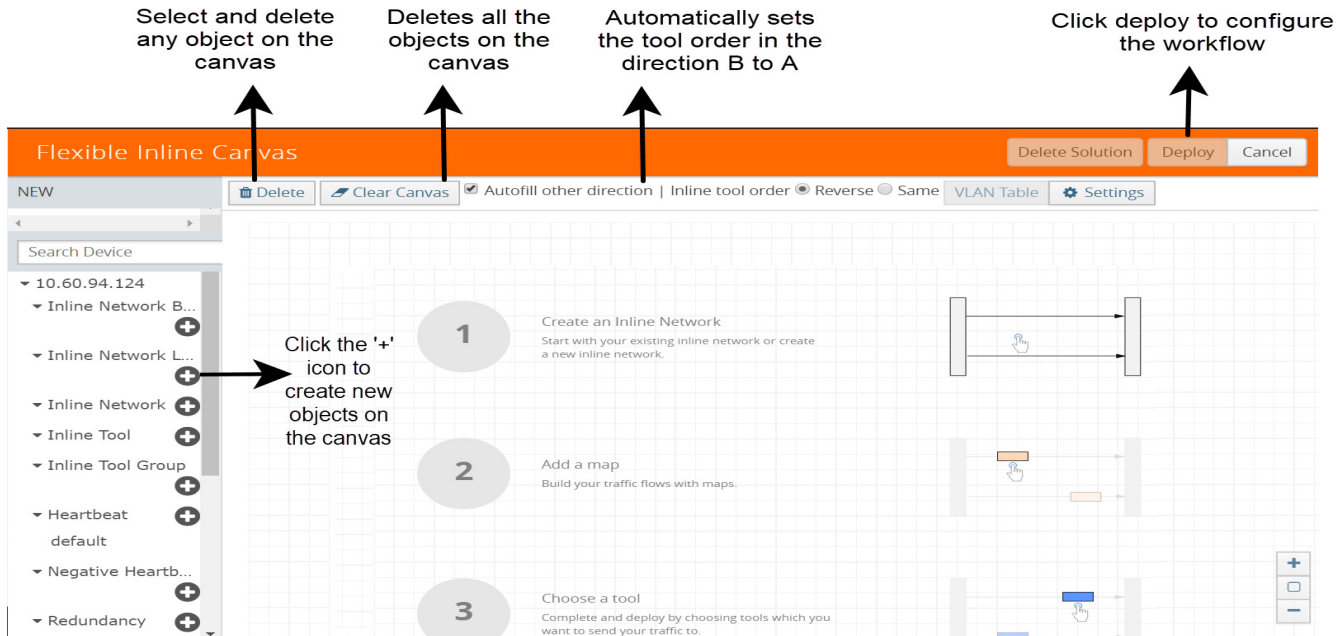 Select and delete
any object on the
canvas
Deletes all the
objects on the
canvas
Automatically sets
the tool order in the
direction B to A
Click deploy to configure
the workflow
Flexible Inline Canvas
Delete Solution
Deploy
Cancel
NEW
Delete
Clear Canvas
Autofill other direction | Inline tool order
Reverse
Same
VLAN Table
Settings
Search Device
10.60.94.124
Inline Network B...
Inline Network L...
Inline Network
Inline Tool
Inline Tool Group
Heartbeat
default
Negative Heartb...
Redundancy
Click the '+'
icon to
create new
objects on
the canvas
1
Create an Inline Network
Start with your existing inline network or create
a new inline network.
2
Add a map
Build your traffic flows with maps.
3
Choose a tool
Complete and deploy by choosing tools which you
want to send your traffic to.